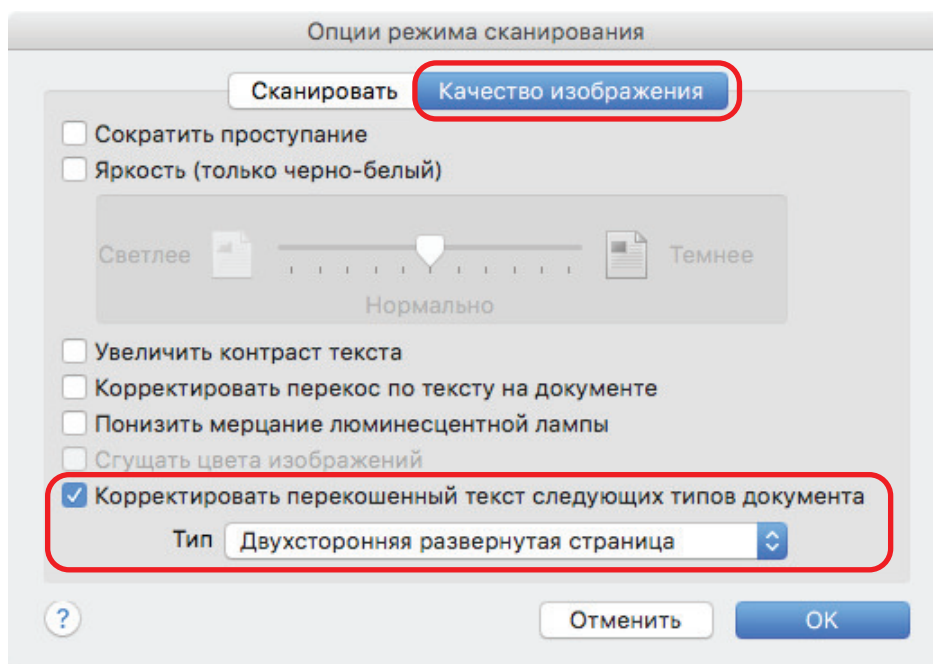 Опции режима сканирования
Сканировать Качество изображения
Сократить проступание
Яркость (только черно-белый)
Светлее Темнее
Нормально
Увеличить контраст текста
Корректировать перекос по тексту на документе
Понизить мерцание люминесцентной лампы
Сгущать цвета изображений
Корректировать перекошенный текст следующих типов документа
Тип Двухсторонняя развернутая страница
? Отменить OK